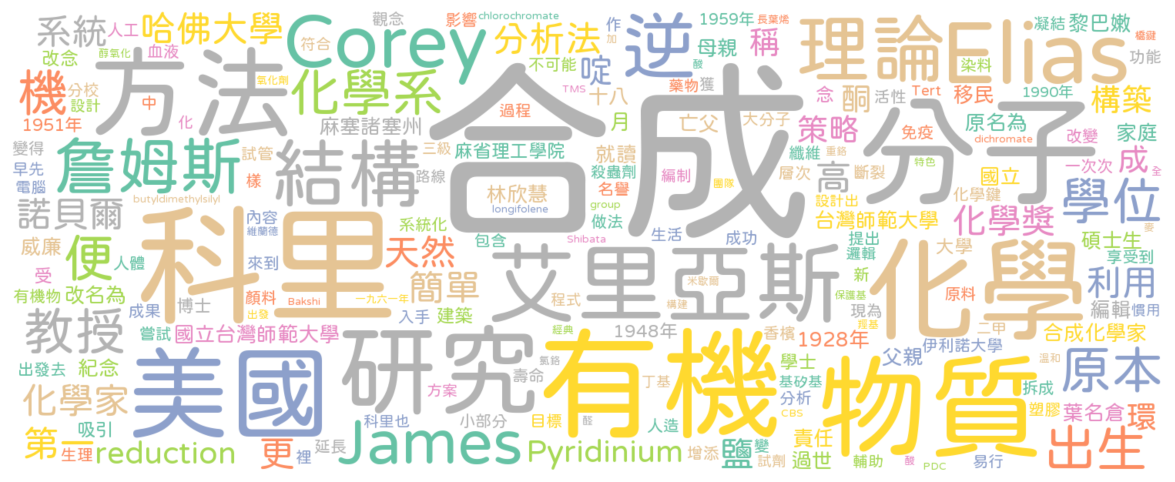 系統 人工 哈佛大學 觀念 影響 chlorochromate 作 1959年 長葉烯 凝結 黎巴嫩 橋鍵
醇氧化 血液 符合 Corey 分析法 加 逆 母親 稱 理論 Elias 功能
改念 方法 氧化劑 不可能 啶 酸 藥物 獲 染料
機 分校 設計 化學系 TMS 十八 念 酮 活性 Tert 移民 1990年 構築
1951年 中 化 過程 合成 月 亡父 大分子 策略 分子 免疫 原名為 改變 家庭
變得 試管 麻塞諸塞州 纖維 重鉻 dichromate
早先 詹姆斯 樣 結構 三級 麻省理工學院 就讀 層次 斷裂 高 國立 一次次 成 全
電腦 路線 殺蟲劑 編制 化學鍵 特色
butyldimethylsilyl 林欣慧 名譽 團隊 設計出 台灣師範大學 化學獎 學位
諾貝爾 內容 科里 longifolene group 做法 提出 大學 碩士生 麥
威廉 維蘭德 系統化 Shibata 生活 成功 邏輯 化學 享受到
受 便 人體 來到 天然 包含 艾里亞斯 新 利用
有機物 改名為 博士 顏料 Bakshi 簡單 米歇爾 保護基 原料 編輯 慣用
成果 一九六一年 程式 構建 現為 羥基
教授 嘗試 國立台灣師範大學 出發 入手 建築 1948年 香檳 1928年 二甲 合成化學家
美國 研究 經典 有機 學士 物質 父親 伊利諾大學 溫和
出發去 紀念 氯鉻 壽命 基矽基 拆成 原本
化學家 方案 丁基 分析 塑膠 葉名倉 環
吸引 科里也 小部分 目標 醛 人造 CBS
第一 生理 reduction 更 裡 延長 James Pyridinium 增添 鹽 變 試劑 責任 過世 輔助 酸 PDC 易行 出生